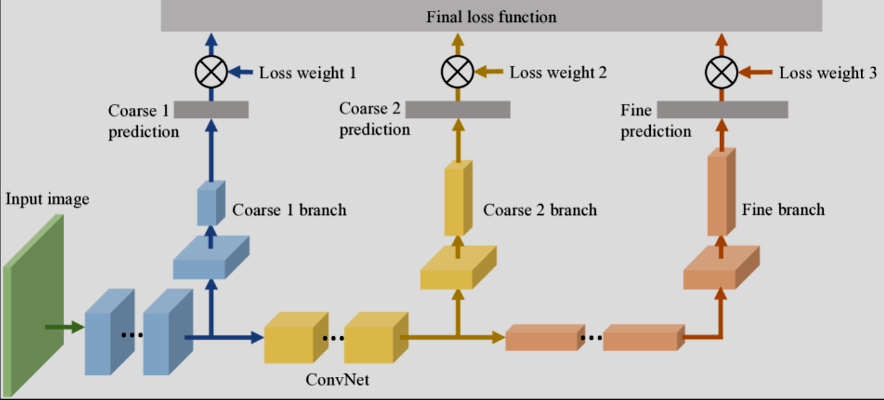 Final loss function
Loss weight 1
Loss weight 2
Loss weight 3
Coarse 1
prediction
Coarse 2
prediction
Fine
prediction
Input image
Coarse 1 branch
Coarse 2 branch
Fine branch
ConvNet